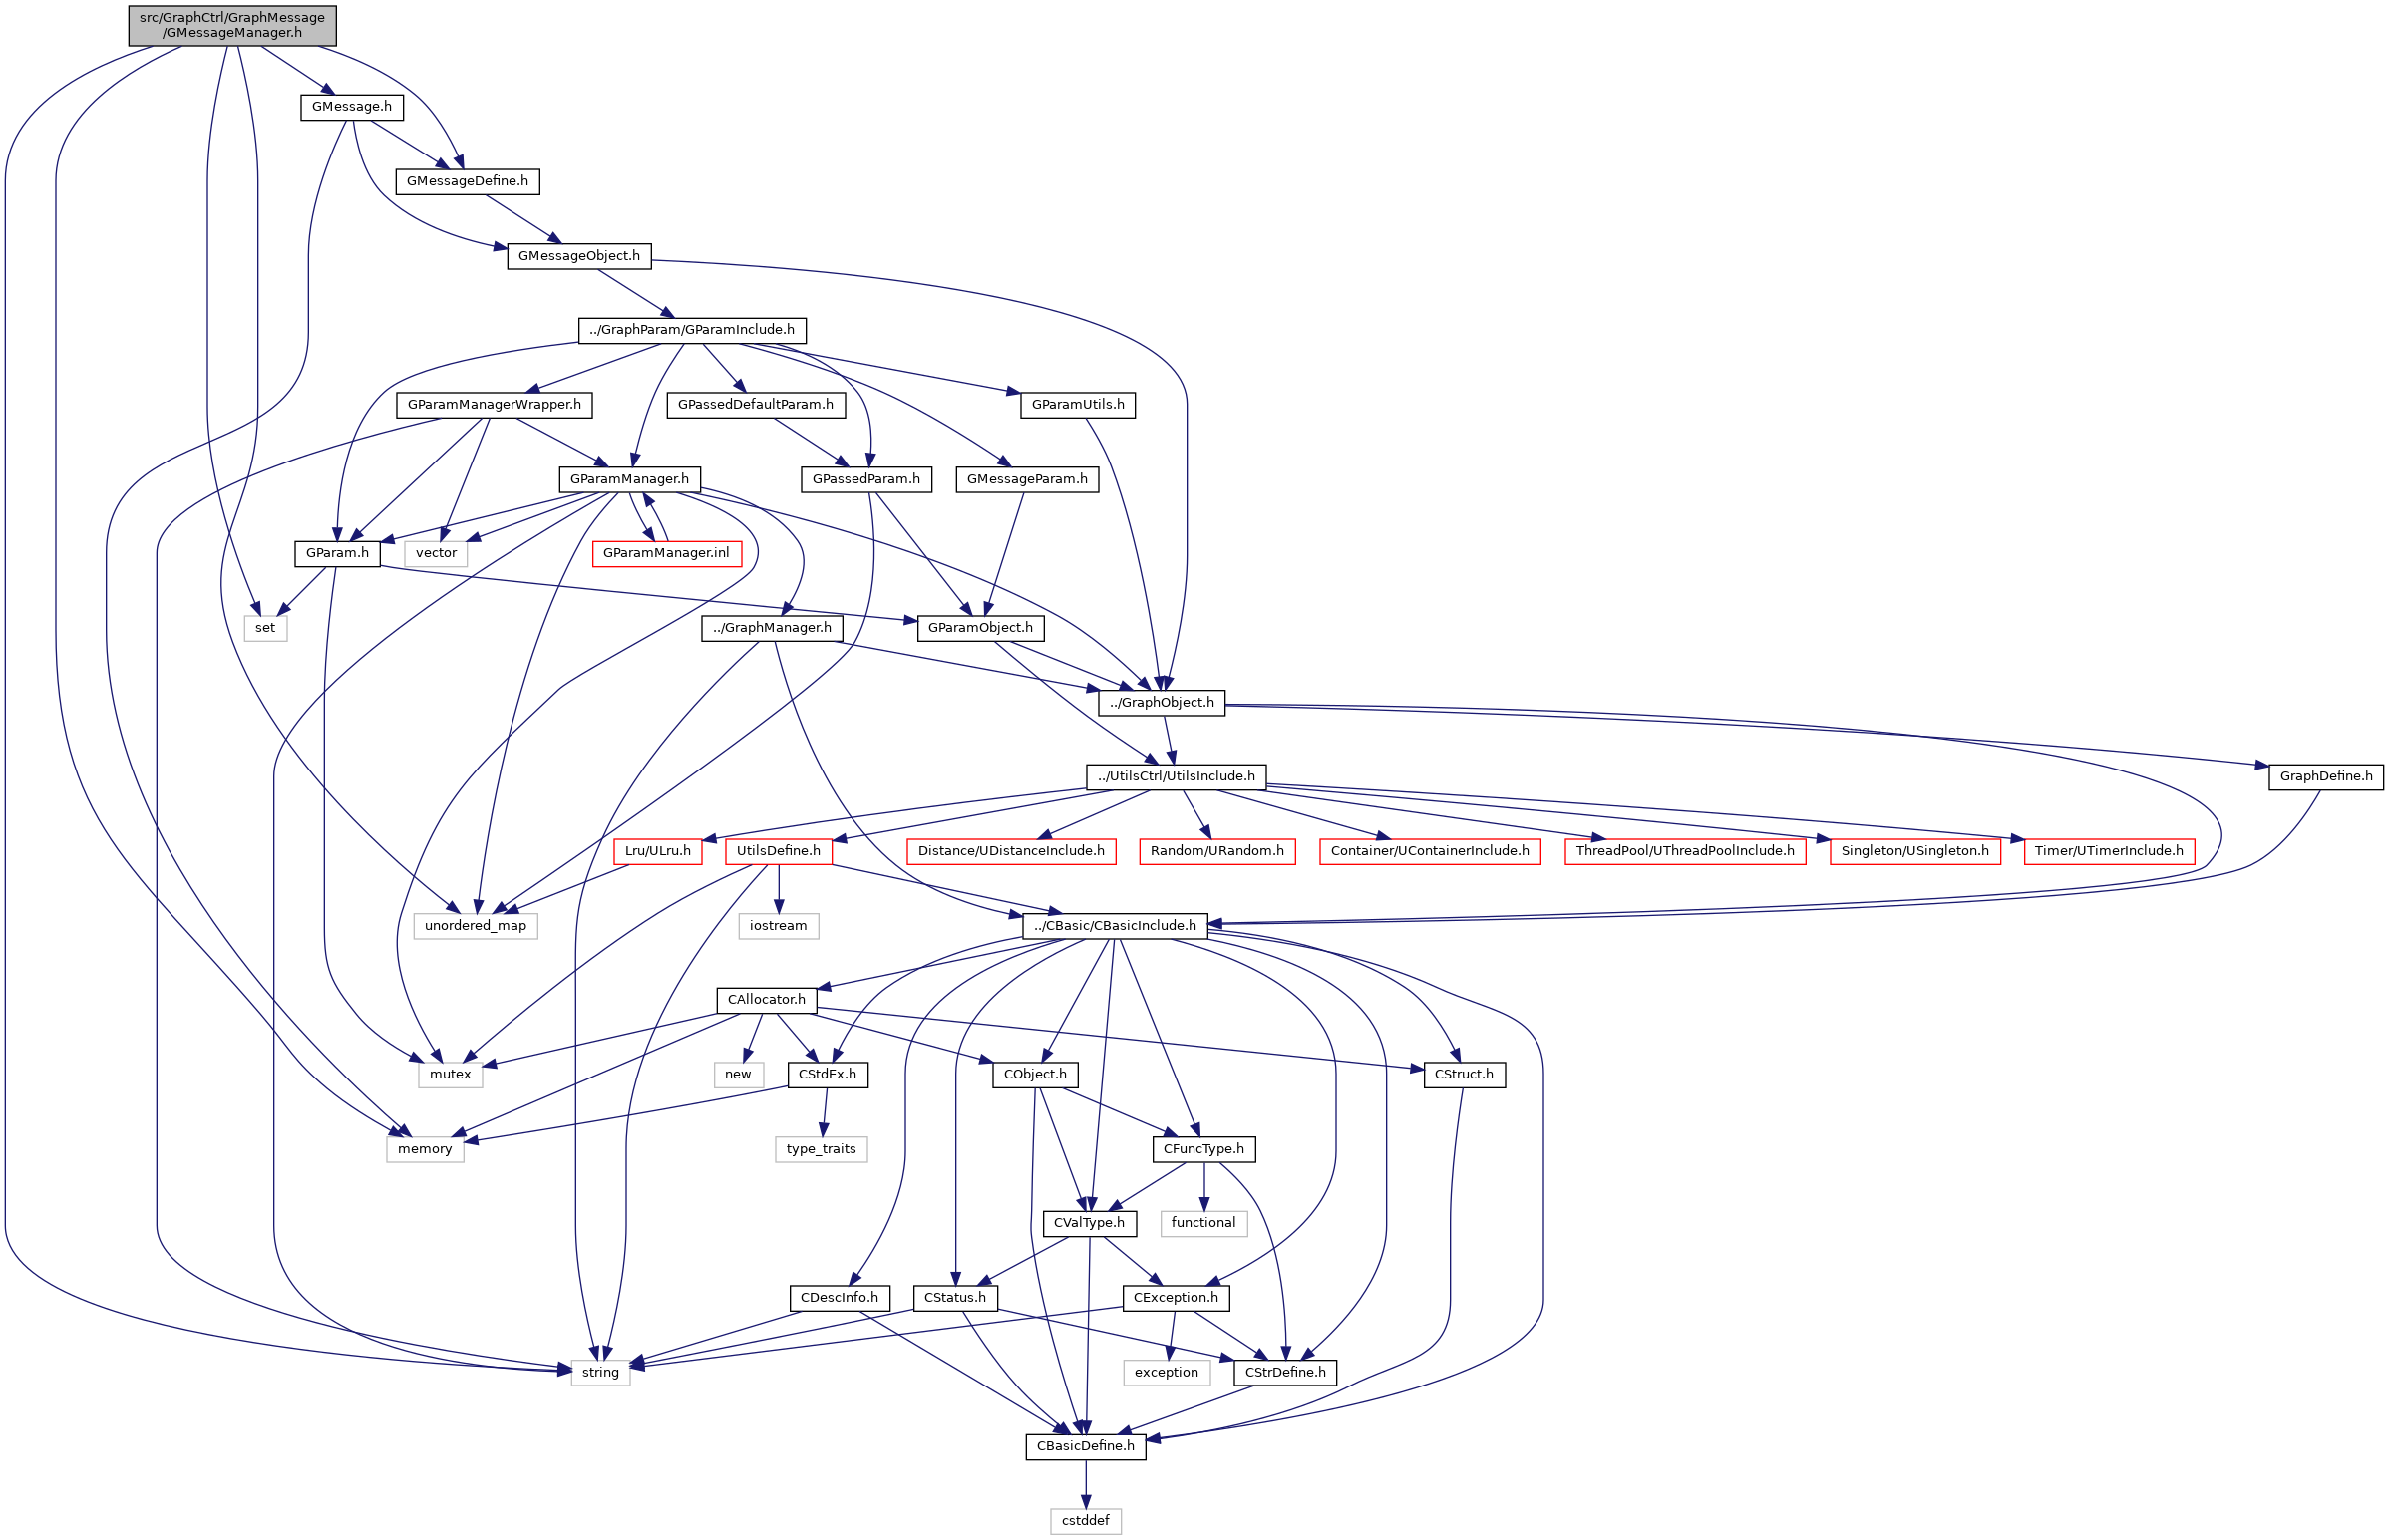 src/GraphCtrl/GraphMessage
/GMessageManager.h
GMessage.h
GMessageDefine.h
GMessageObject.h
../GraphParam/GParamInclude.h
GParamManagerWrapper.h
GPassedDefaultParam.h
GParamUtils.h
GParamManager.h
GPassedParam.h
GMessageParam.h
GParam.h
vector
GParamManager.inl
set
../GraphManager.h
GParamObject.h
../GraphObject.h
../UtilsCtrl/UtilsInclude.h
GraphDefine.h
Lru/ULru.h
UtilsDefine.h
Distance/UDistanceInclude.h
Random/URandom.h
Container/UContainerInclude.h
ThreadPool/UThreadPoolInclude.h
Singleton/USingleton.h
Timer/UTimerInclude.h
unordered_map
iostream
../CBasic/CBasicInclude.h
CAllocator.h
mutex
new
CStdEx.h
CObject.h
CStruct.h
memory
type_traits
CFuncType.h
CValType.h
functional
CDescInfo.h
CStatus.h
CException.h
string
exception
CStrDefine.h
CBasicDefine.h
cstddef